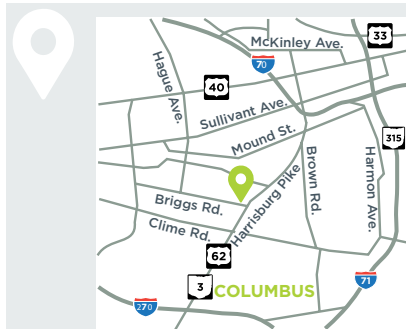 McKinley Ave.
33
70
Hague Ave.
40
Sullivant Ave.
315
Mound St.
Harrisburg Pike
Brown Rd.
Harmon Ave.
Briggs Rd.
Clime Rd.
62
71
3
COLUMBUS
270